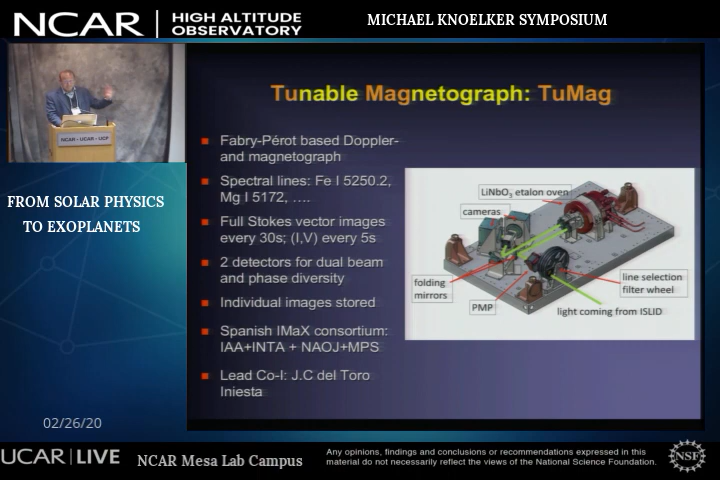 NCAR | HIGH ALTITUDE OBSERVATORY
MICHAEL KNOELKER SYMPOSIUM
NCAR - UCAR - UCP
FROM SOLAR PHYSICS
TO EXOPLANETS
02/26/20
Tunable Magnetograph: TuMag
Fabry-Pérot based Doppler-
and magnetograph
Spectral lines: Fe I 5250.2,
Mg I 5172, ….
Full Stokes vector images
every 30s; (I,V) every 5s
2 detectors for dual beam
and phase diversity
Individual images stored
Spanish IMaX consortium:
IAA+INTA + NAOJ+MPS
Lead Co-I: J.C del Toro
Iniesta
LiNbO3 etalon oven
cameras
folding
mirrors
PMP
line selection
filter wheel
light coming from ISLID
UCAR | LIVE
NCAR Mesa Lab Campus
Any opinions, findings and conclusions or recommendations expressed in this
material do not necessarily reflect the views of the National Science Foundation.
NSF